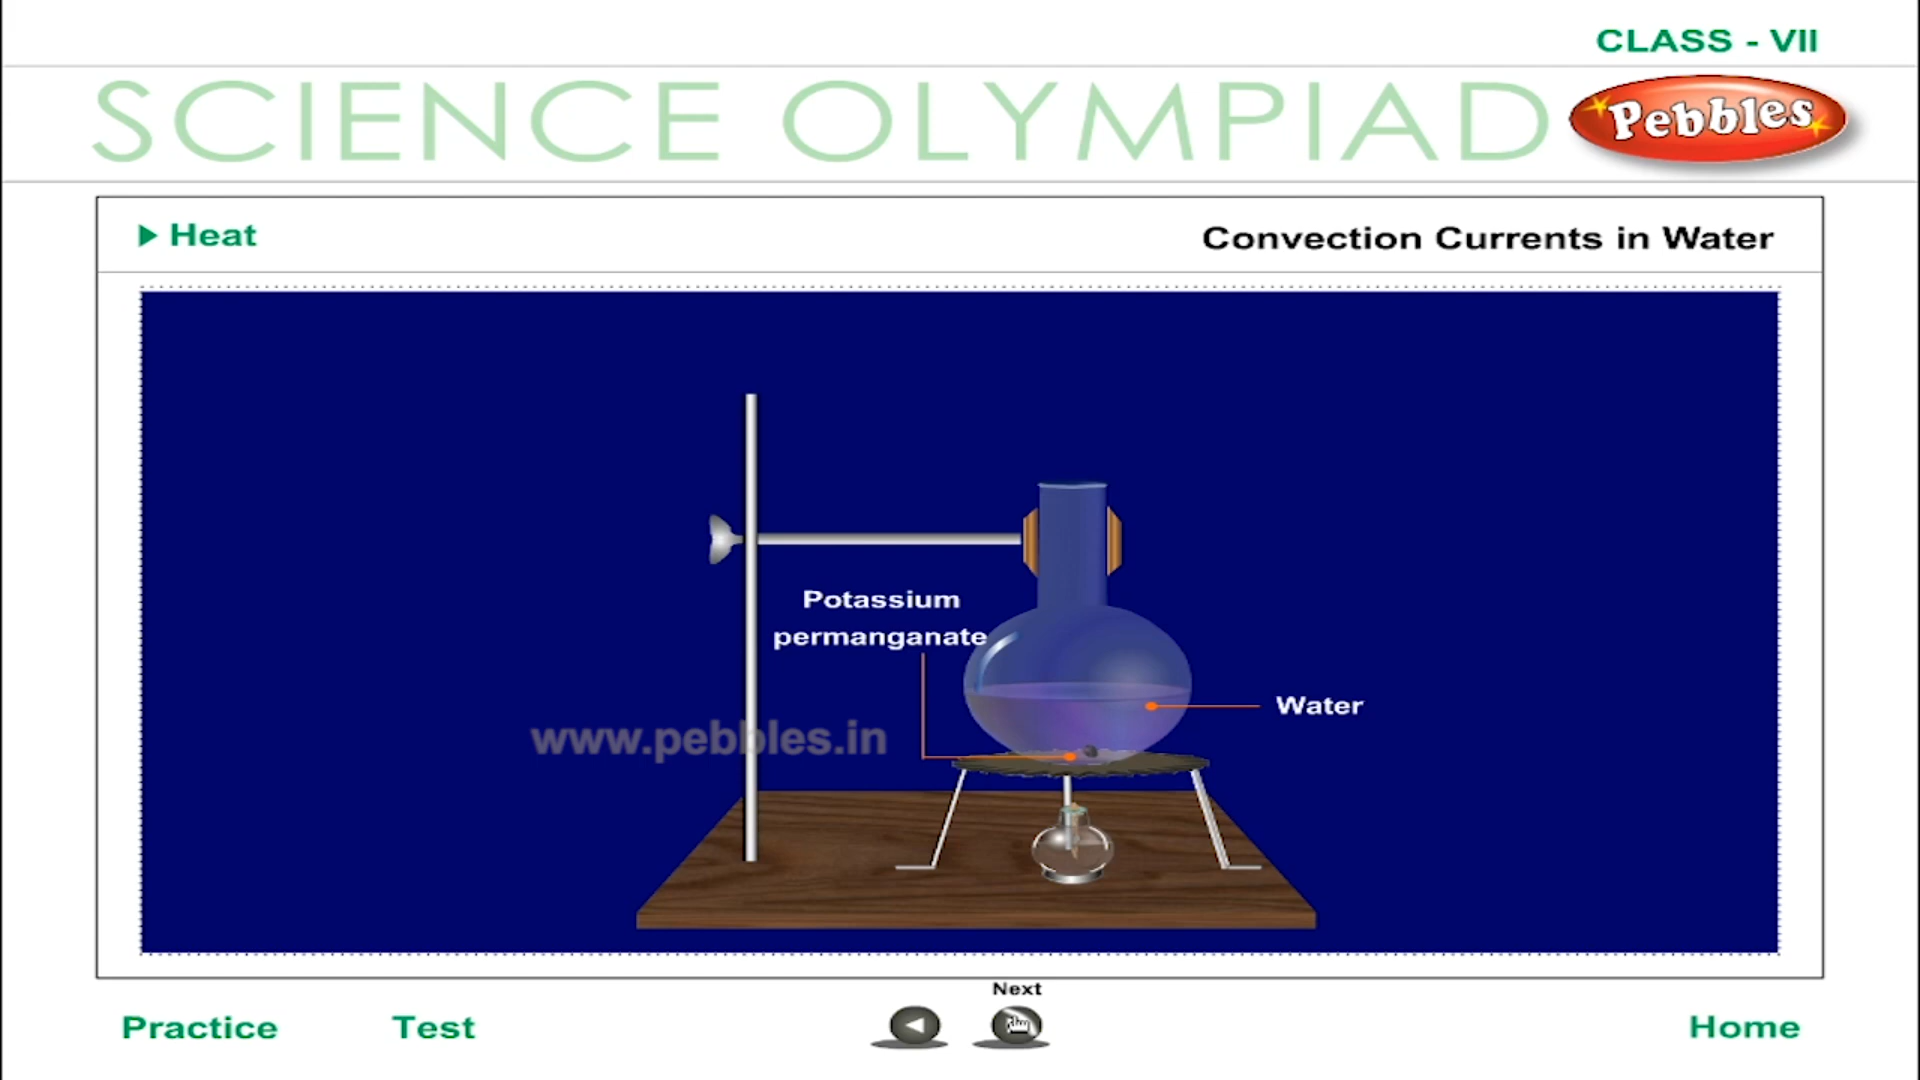 CLASS - VII
SCIENCE OLYMPIAD
Pebbles
Heat
Convection Currents in Water
Potassium
permanganate
Water
www.pebbles.in
Next
Practice
Test
Home